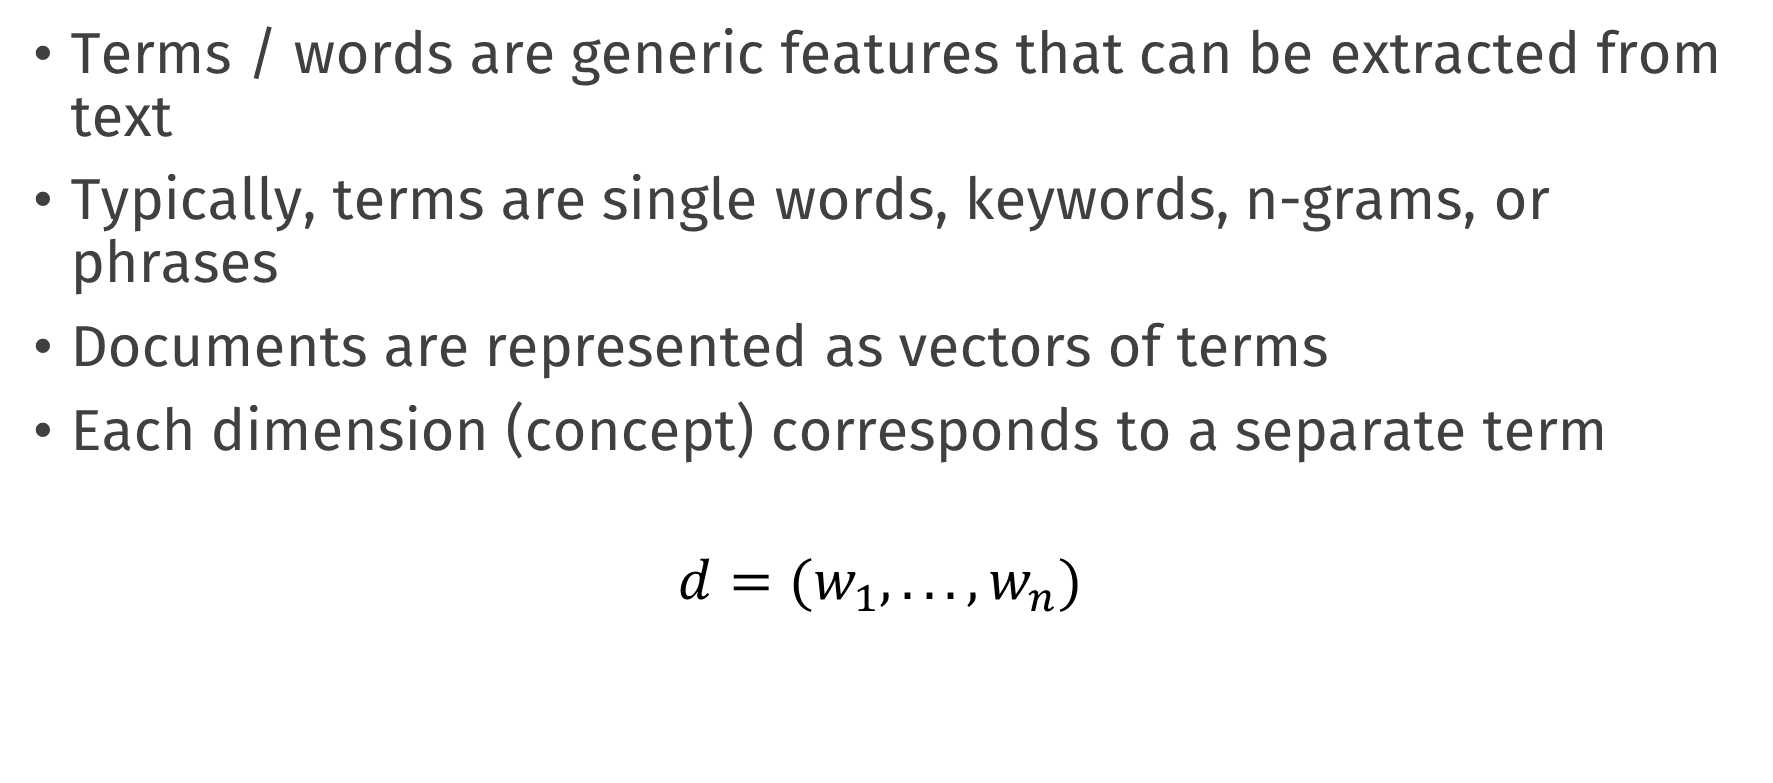 • Terms / words are generic features that can be extracted from
text
• Typically, terms are single words, keywords, n-grams, or
phrases
• Documents are represented as vectors of terms
• Each dimension (concept) corresponds to a separate term
d = (w₁, . . . , wₙ)